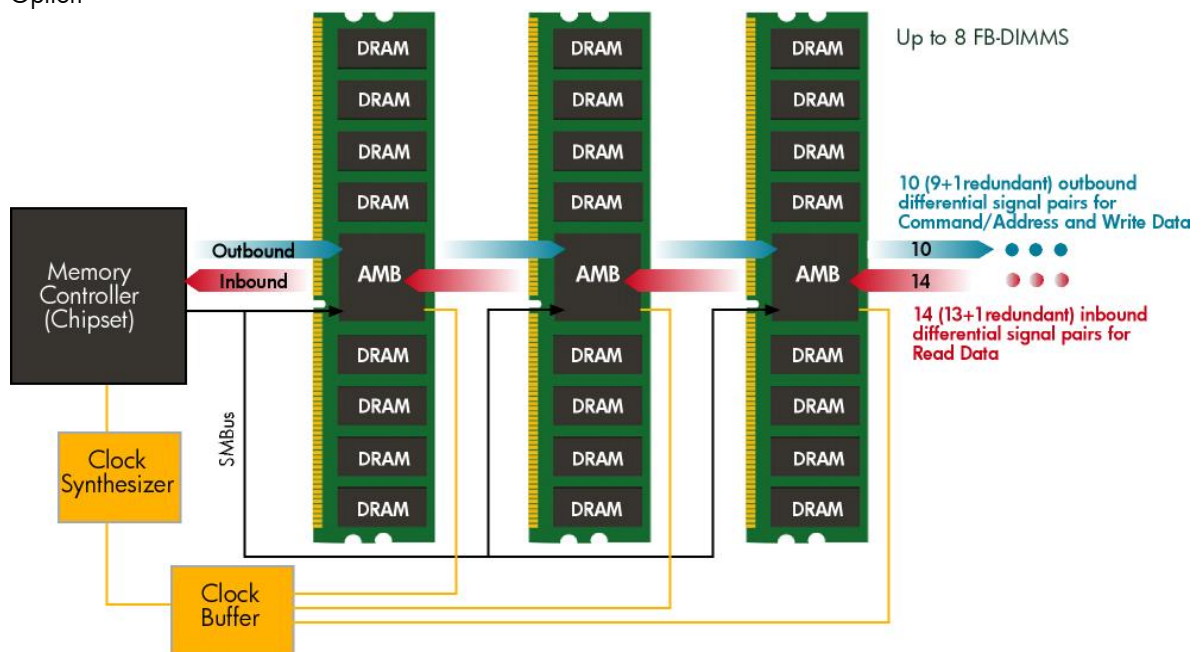 Option
Up to 8 FB-DIMMS
DRAM
DRAM
DRAM
DRAM
DRAM
DRAM
DRAM
DRAM
DRAM
DRAM
DRAM
DRAM
10 (9+1redundant) outbound
differential signal pairs for
Command/Address and Write Data
Outbound
10
Inbound
14
AMB
AMB
AMB
Memory
Controller
(Chipset)
14 (13+1redundant) inbound
differential signal pairs for
Read Data
DRAM
DRAM
DRAM
DRAM
DRAM
DRAM
DRAM
DRAM
DRAM
DRAM
DRAM
DRAM
SMBus
Clock
Synthesizer
Clock
Buffer